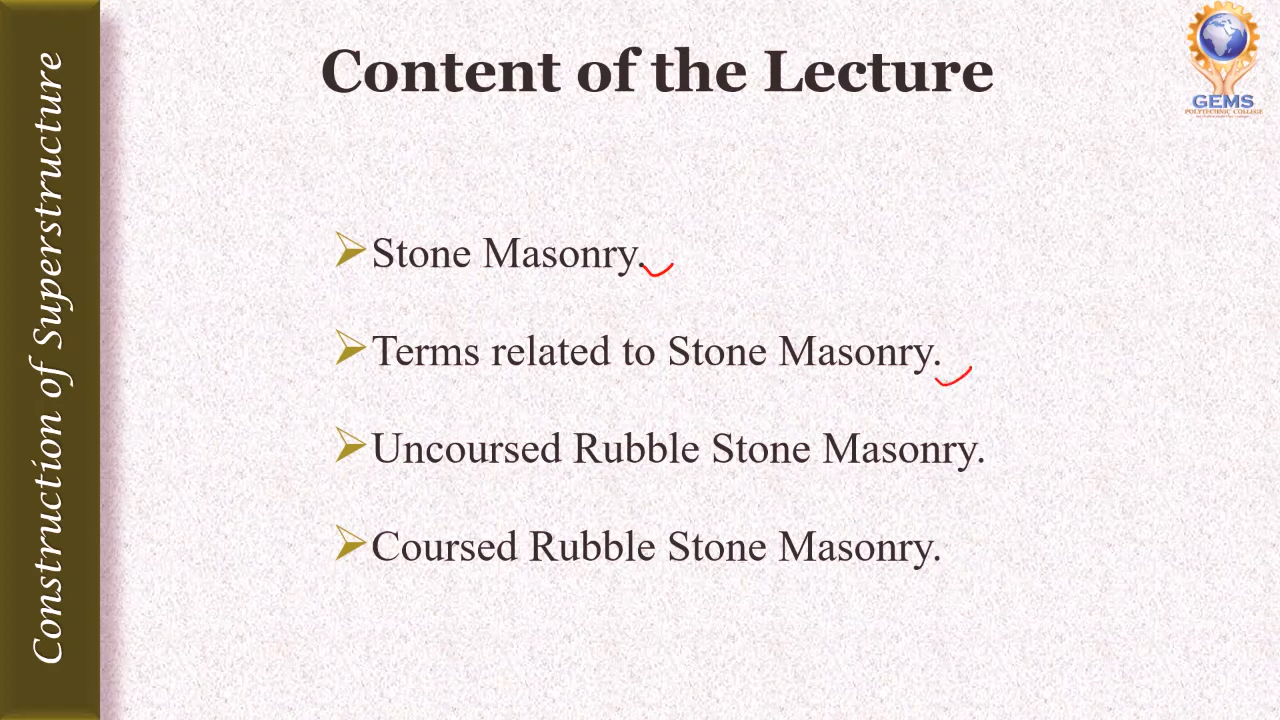 Content of the Lecture
GEMS
POLYTECHNIC COLLEGE
Construction of Superstructure
Stone Masonry.
Terms related to Stone Masonry.
Uncoursed Rubble Stone Masonry.
Coursed Rubble Stone Masonry.